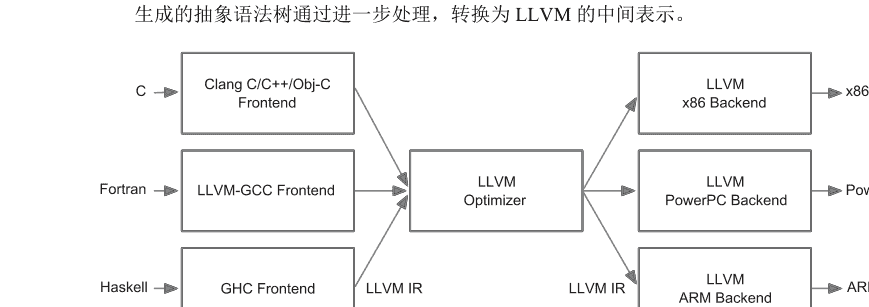 生成的抽象语法树通过进一步处理，转换为 LLVM 的中间表示。
C
Clang C/C++/Obj-C
Frontend
LLVM
x86 Backend
x86
Fortran
LLVM-GCC Frontend
LLVM
Optimizer
LLVM
PowerPC Backend
Haskell
GHC Frontend
LLVM IR
LLVM IR
LLVM
ARM Backend